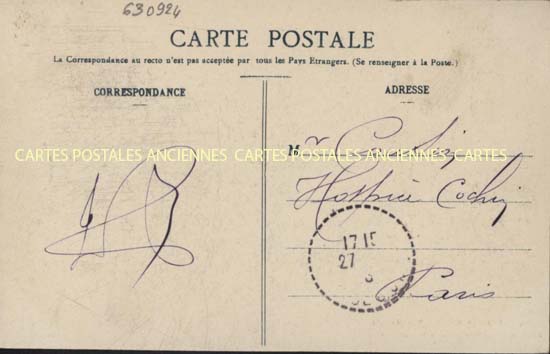 630924
CARTE POSTALE
La Correspondance au recto n'est pas acceptée par tous les Pays Etrangers. (Se renseigner à la Poste.)
CORRESPONDANCE
ADRESSE
CARTES POSTALES ANCIENNES CARTES POSTALES ANCIENNES CARTES
M r
Hospice Cochin
17 15
27
Paris